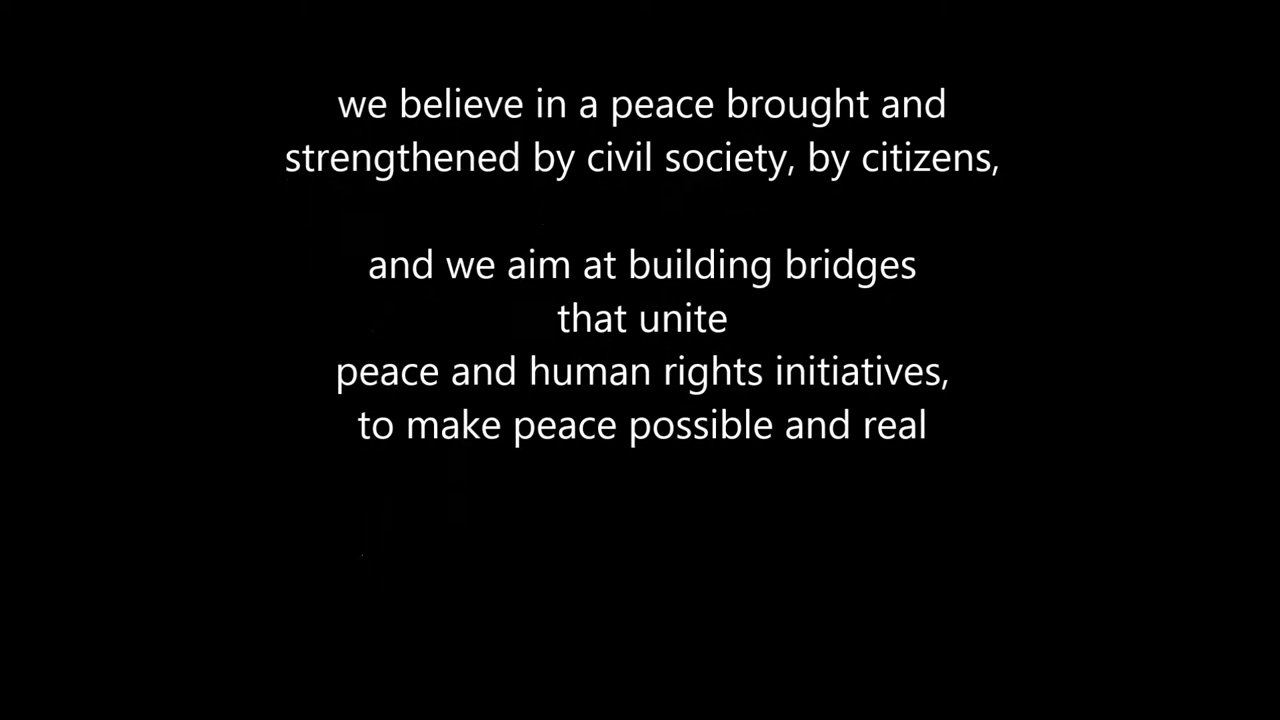 we believe in a peace brought and
strengthened by civil society, by citizens,
and we aim at building bridges
that unite
peace and human rights initiatives,
to make peace possible and real